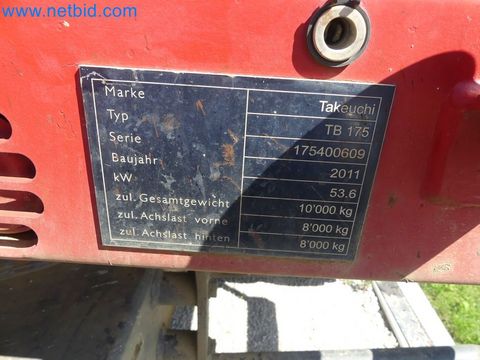 www.netbid.com
Marke Takeuchi
Typ TB 175
Serie 175400609
Baujahr 2011
kW 53.6
zul. Gesamtgewicht 10'000 kg
zul. Achslast vorne 8'000 kg
zul. Achslast hinten 8'000 kg